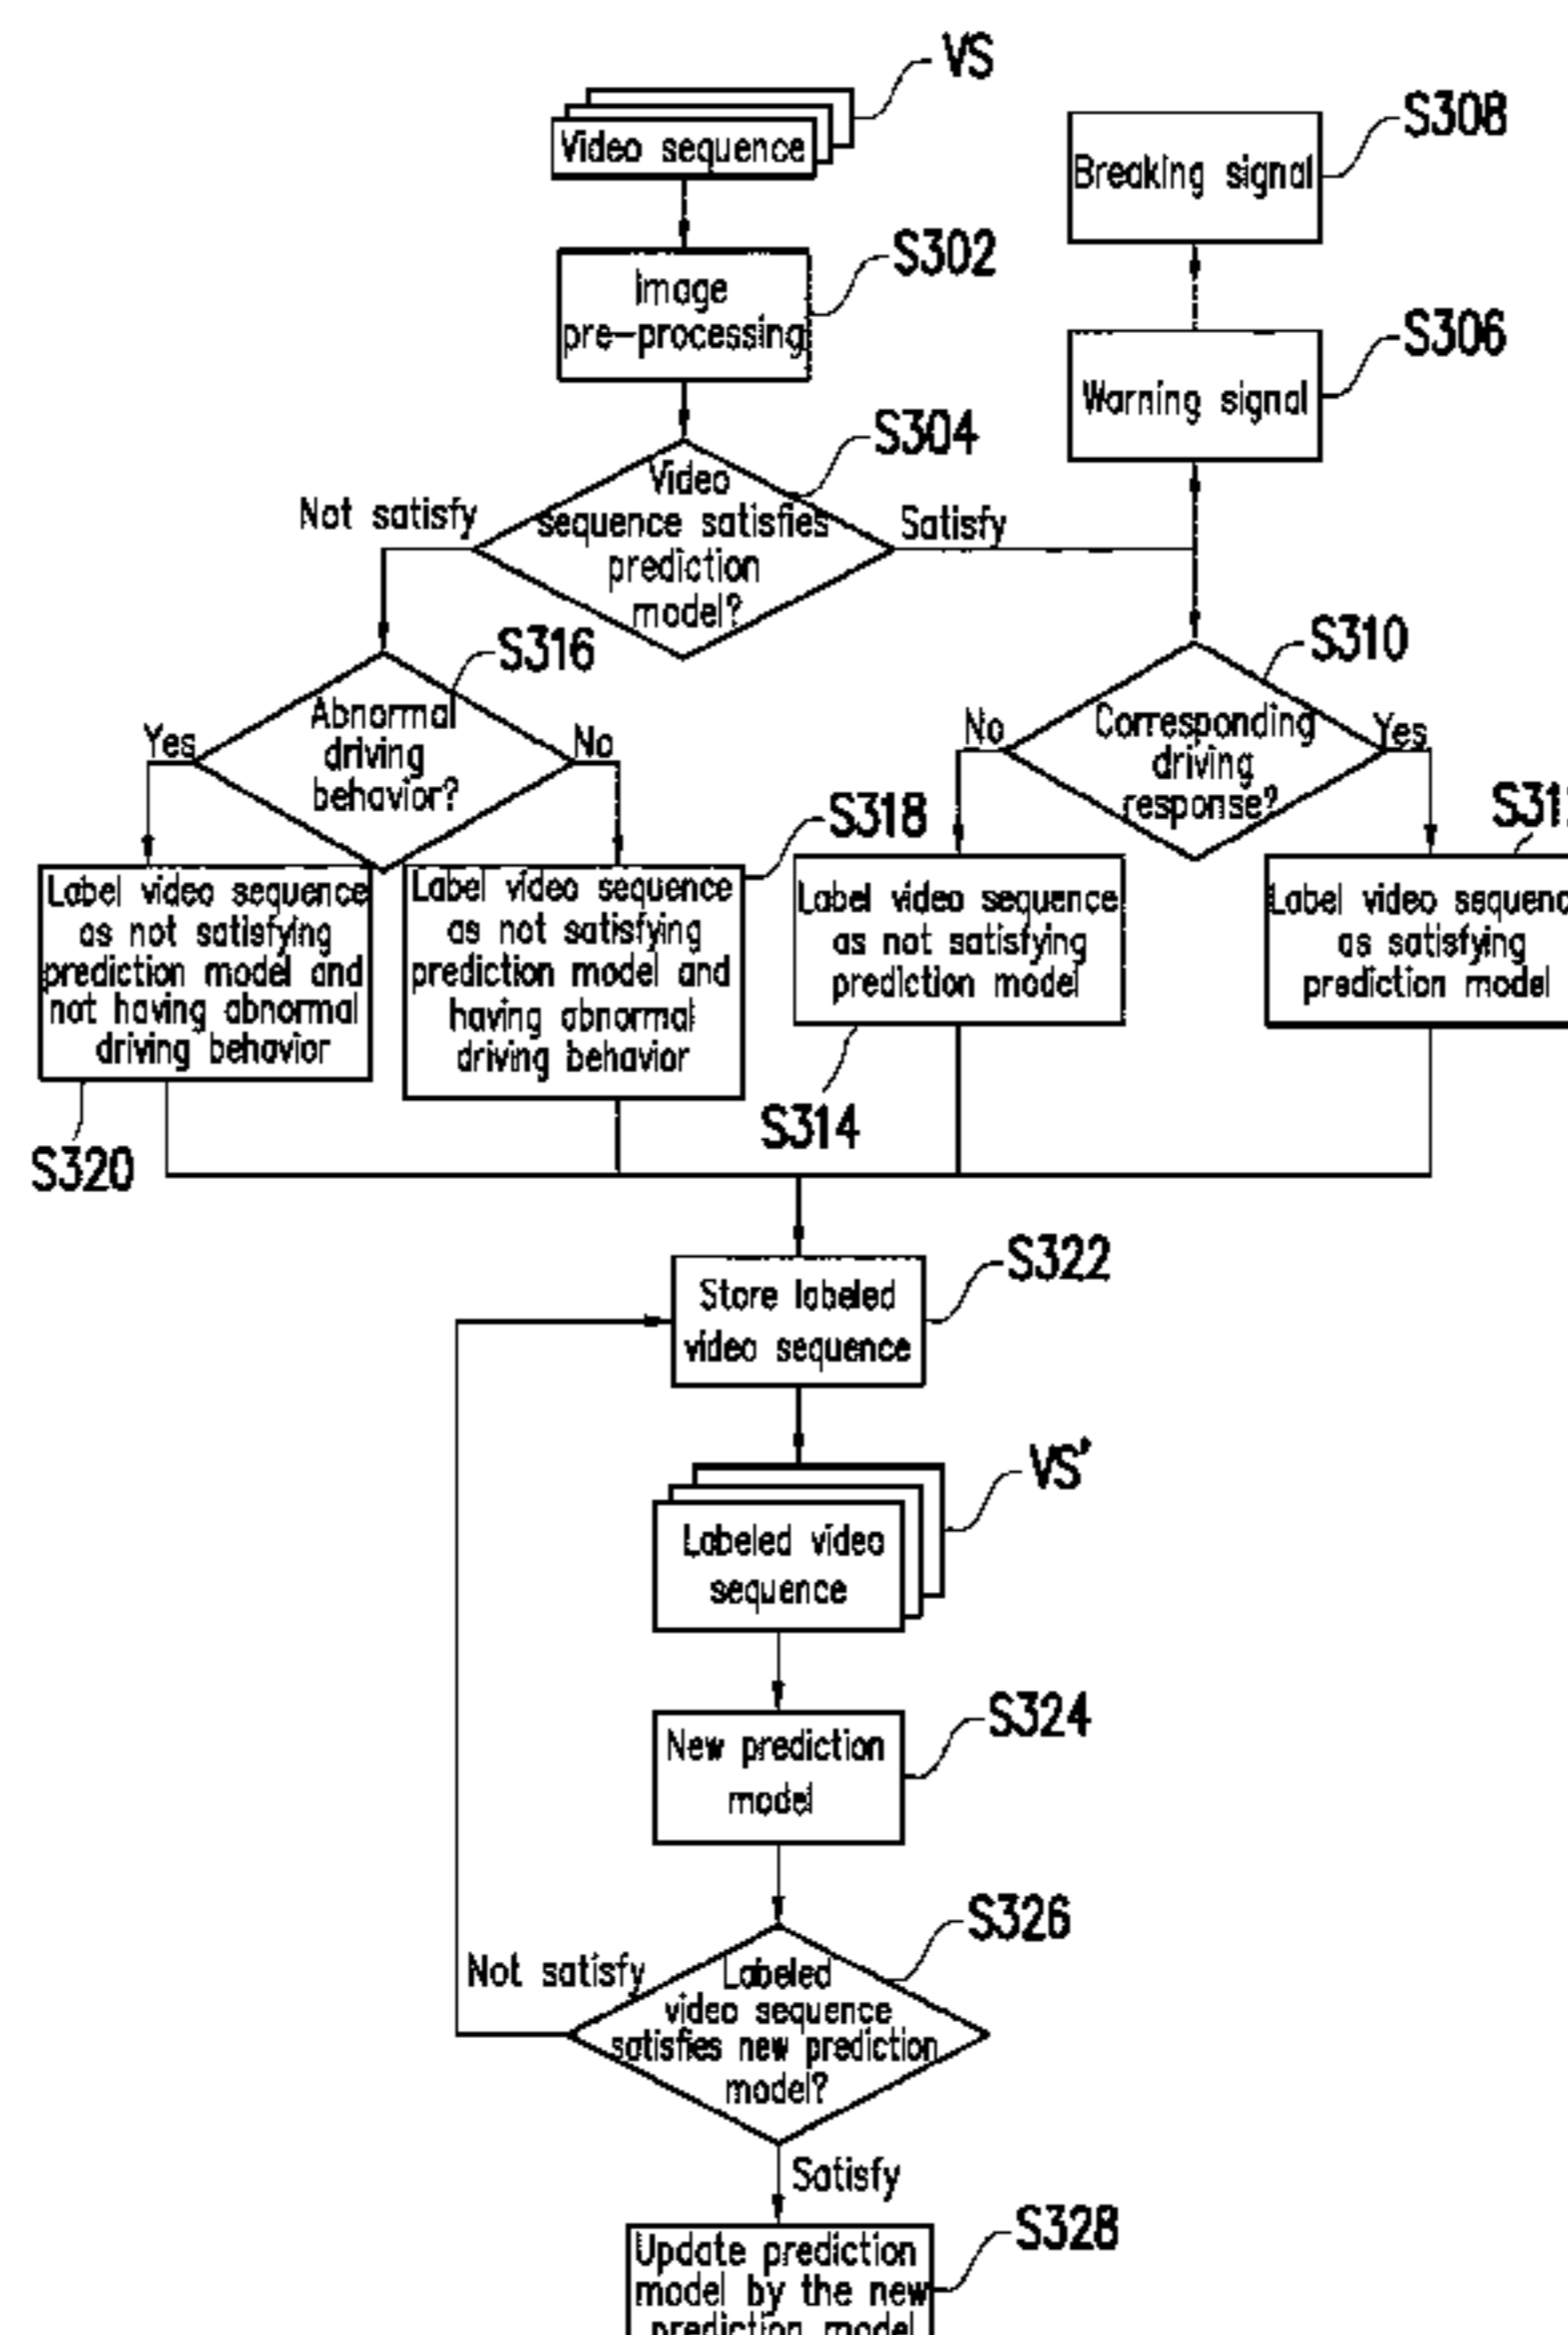 VS
Video sequence
S308
Breaking signal
S302
Image
pre-processing
S306
Warning signal
S304
Video
sequence satisfies
prediction
model?
Not satisfy
Satisfy
S316
Abnormal
driving
behavior?
Yes
No
S310
Corresponding
driving
response?
No
Yes
S318
Label video sequence
as not satisfying
prediction model and
not having abnormal
driving behavior
S320
Label video sequence
as not satisfying
prediction model and
having abnormal
driving behavior
Label video sequence
as not satisfying
prediction model
S314
Label video
as satisfying
prediction model
S322
Store labeled
video sequence
VS'
Labeled video
sequence
S324
New prediction
model
S326
Not satisfy
Labeled
video sequence
satisfies new prediction
model?
Satisfy
S328
Update prediction
model by the new
prediction model